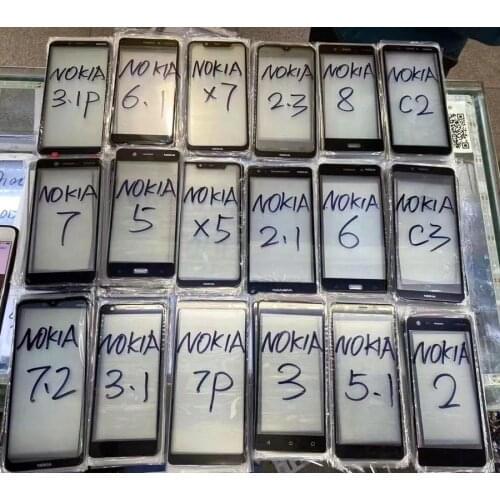 NOKIA
3.1P
NOKIA
6.1
NOKIA
X7
NOKIA
2.3
NOKIA
8
NOKIA
C2
NOKIA
7
NOKIA
5
NOKIA
X5
NOKIA
2.1
NOKIA
6
NOKIA
C3
NOKIA
7.2
NOKIA
3.1
NOKIA
7P
NOKIA
3
NOKIA
5.1
NOKIA
2